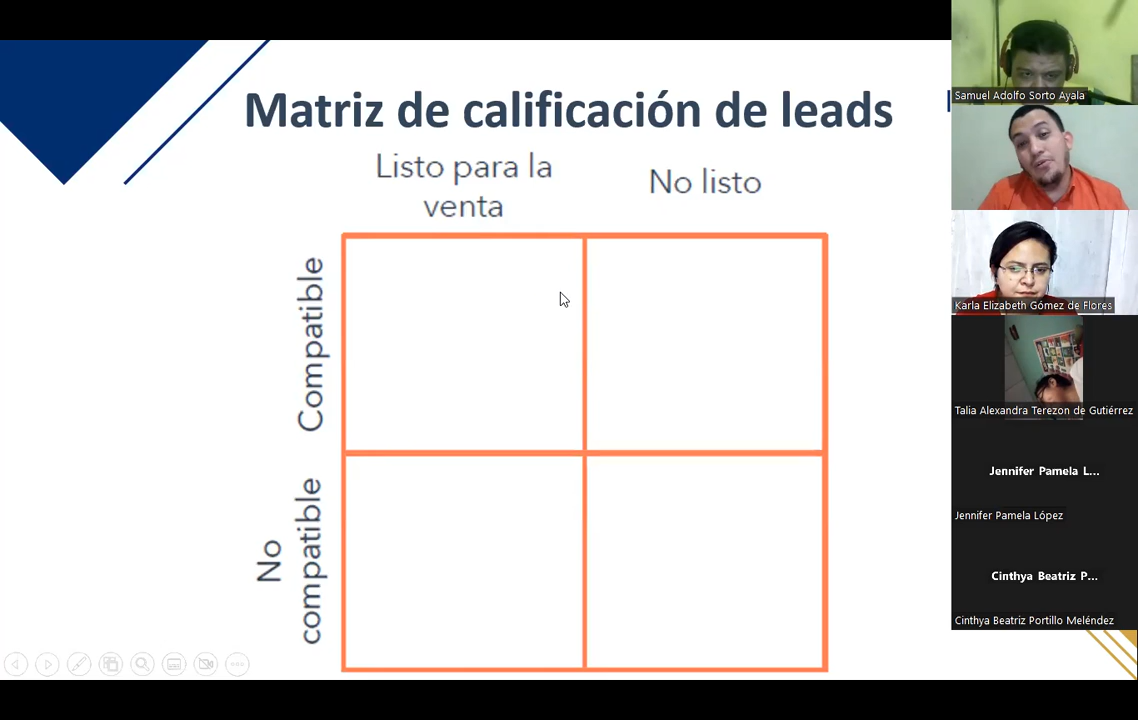 Matriz de calificación de leads
Listo para la
venta
No listo
Compatible
No
compatible
Samuel Adolfo Sorto Ayala
Karla Elizabeth Gómez de Flores
Talia Alexandra Terezon de Gutiérrez
Jennifer Pamela L...
Jennifer Pamela López
Cinthya Beatriz P...
Cinthya Beatriz Portillo Meléndez